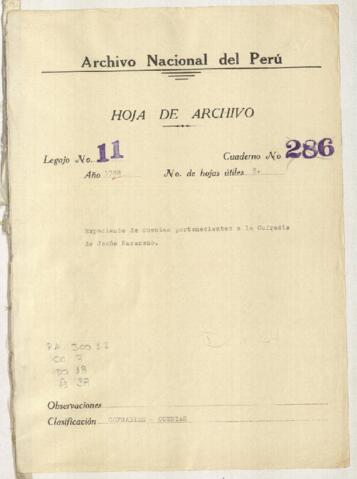 Archivo Nacional del Perú
HOJA DE ARCHIVO
Legajo No. 11 Cuaderno No 286
Año No. de hojas útiles
Expediente de cuentas pertenecientes a la Cofradia
de Jesús Nazareno.
Observaciones
Clasificación COFRADIAS - CUENTAS